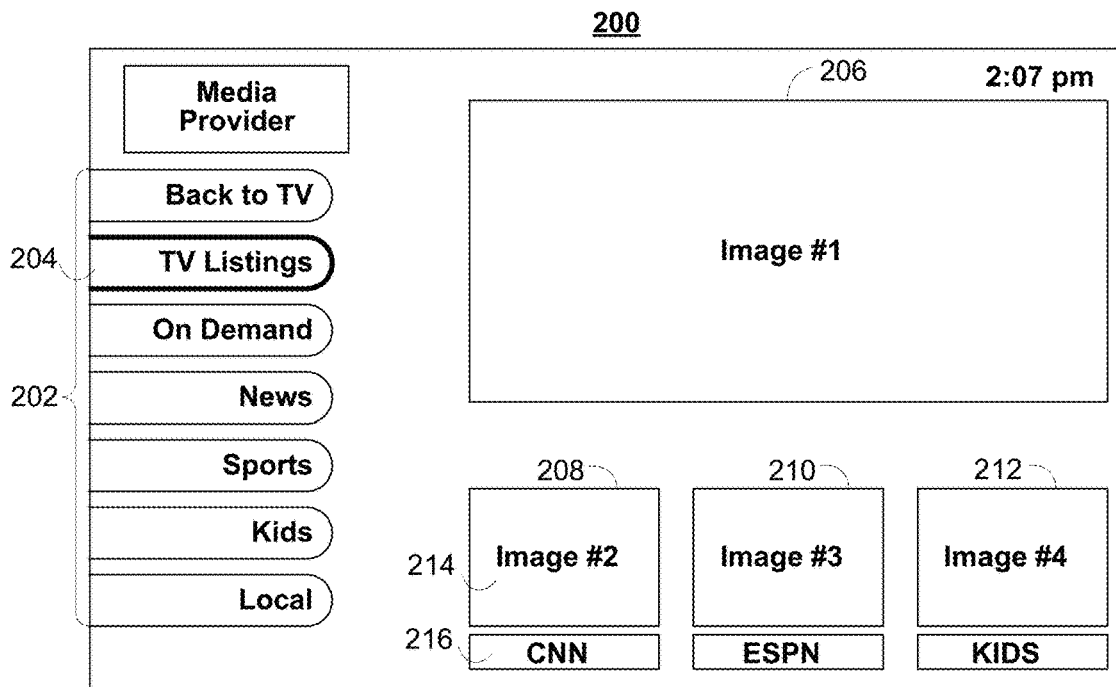 200
206
2:07 pm
Media
Provider
Back to TV
204
TV Listings
Image #1
On Demand
202
News
Sports
208
210
212
Kids
214
Image #2
Image #3
Image #4
Local
216
CNN
ESPN
KIDS